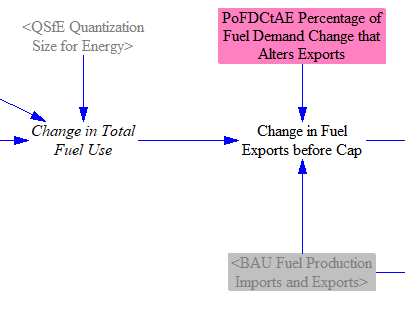 <QSfE Quantization
Size for Energy>
PoFDCtAE Percentage of
Fuel Demand Change that
Alters Exports
Change in Total
Fuel Use
Change in Fuel
Exports before Cap
<BAU Fuel Production
Imports and Exports>